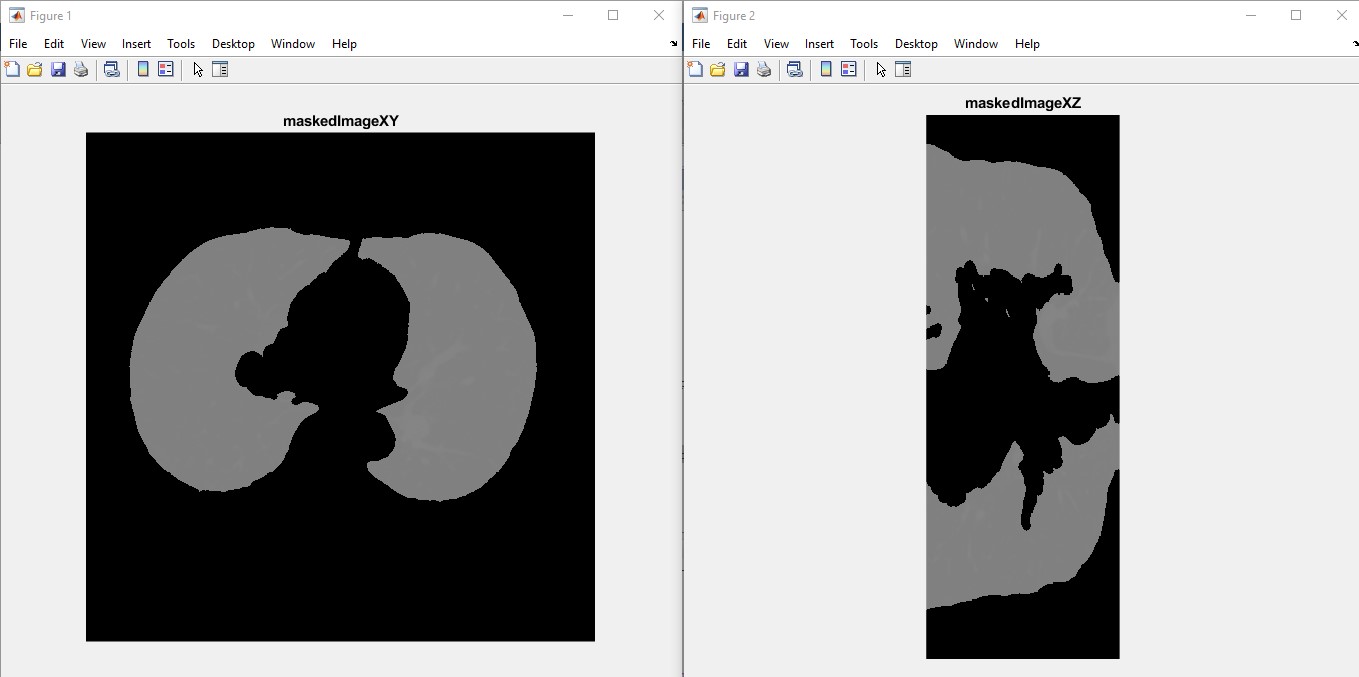 Figure 1
File Edit View Insert Tools Desktop Window Help
maskedImageXY
Figure 2
File Edit View Insert Tools Desktop Window Help
maskedImageXZ